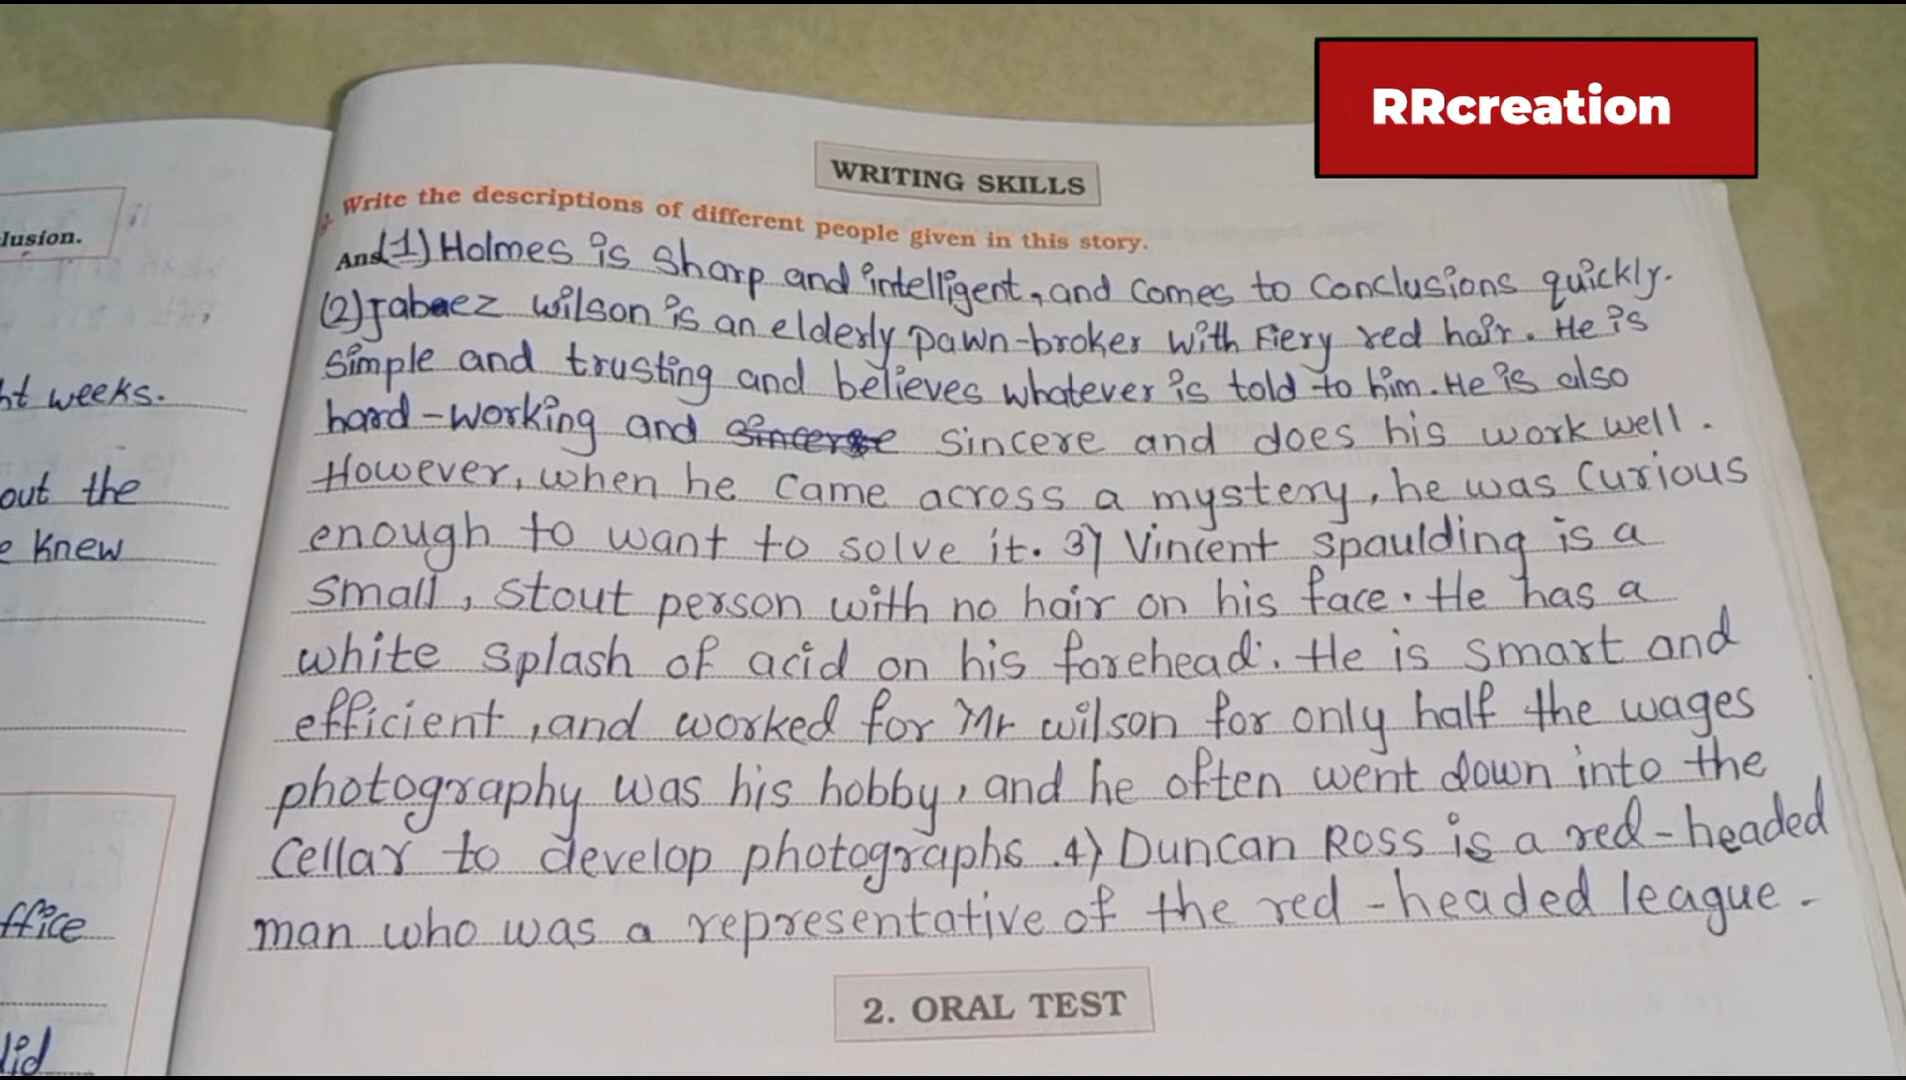 RRcreation
WRITING SKILLS
Write the descriptions of different people given in this story.
Ans (1) Holmes is sharp and intelligent, and comes to conclusions quickly.
(2) Jabaez wilson is an elderly pawn-broker with Fiery red hair. He is
simple and trusting and believes whatever is told to him. He is also
hard-working and sincere and does his work well.
However, when he came across a mystery, he was curious
enough to want to solve it. 3) Vincent spaulding is a
small, stout person with no hair on his face. He has a
white splash of acid on his forehead. He is smart and
efficient, and worked for Mr wilson for only half the wages
photography was his hobby, and he often went down into the
cellar to develop photographs. 4) Duncan Ross is a red-headed
man who was a representative of the red-headed league.
2. ORAL TEST
lusion.
ht weeks.
out the
e knew
ffice
did